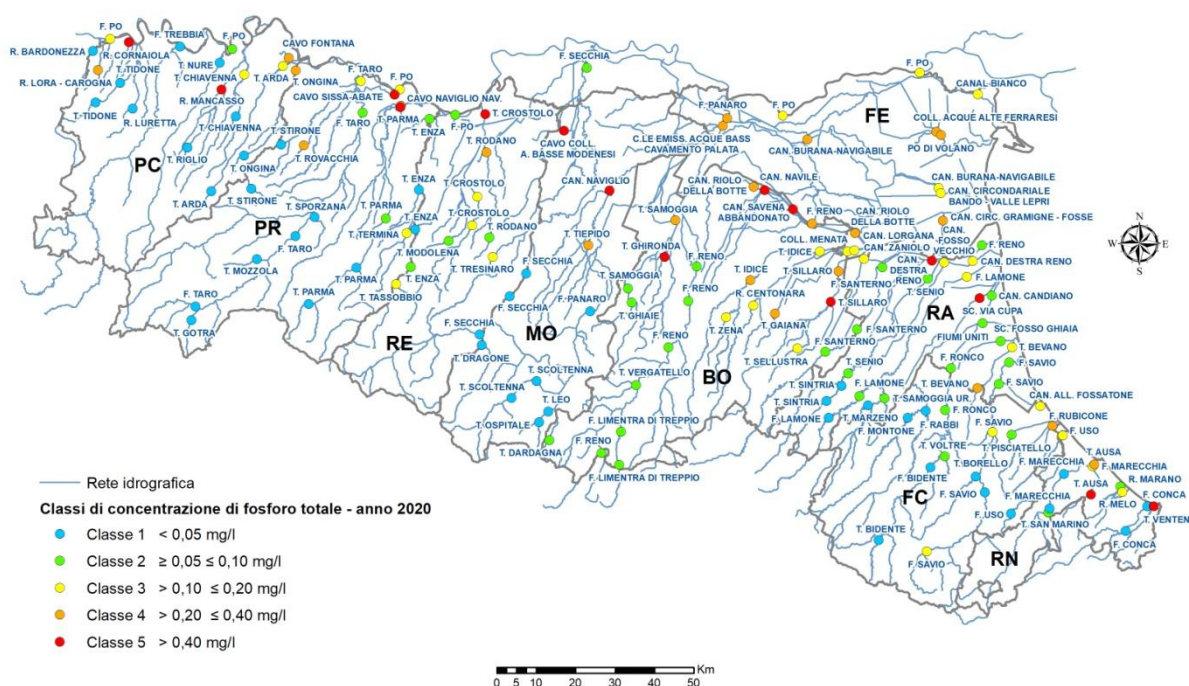 F. PO
F. TREBBIA
F. PO
R. BARDONEZZA
R. CORNAIOLA
CAVO FONTANA
F. SECCHIA
T. NURE
T. TIDONE
R. LORA - CAROGNA
T. CHIAVENNA
T. ARDA
T. ONGINA
F. TARO
F. PO
F. PO
CANAL BIANCO
R. MANCASSO
CAVO SISSA-ABATE
CAVO NAVIGLIO NAV.
T. CROSTOLO
F. PANARO
F. PO
FE
T. TIDONE
R. LURETTA
T. CHIAVENNA
F. TARO
T. PARMA
T. ENZA
F. PO
COLL. ACQUE ALTE FERRARESI
T. STIRONE
T. RODANO
CAVO COLL.
A. BASSE MODENESI
C.LE EMISS. ACQUE BASS
CAVAMENTO PALATA
CAN. BURANA-NAVIGABILE
PO DI VOLANO
PC
T. RIGLIO
T. ONGINA
T. ROVACCHIA
T. ENZA
T. CROSTOLO
CAN. NAVIGLIO
CAN. RIOLO
DELLA BOTTE
CAN. NAVILE
CAN. BURANA-NAVIGABILE
CAN. CIRCONDARIALE
BANDO - VALLE LEPRI
T. ARDA
T. STIRONE
T. SPORZANA
T. PARMA
T. ENZA
T. CROSTOLO
T. SAMOGGIA
CAN. SAVENA
ABBANDONATO
F. RENO
CAN. RIOLO
DELLA BOTTE
CAN. CIRC. GRAMIGNE - FOSSE
PR
T. TERMINA
T. RODANO
T. TIEPIDO
T. GHIRONDA
COLL. MENATA
CAN. LORGANA
CAN. ZANIOLO
CAN.
FOSSO
VECCHIO
F. RENO
F. TARO
T. MODOLENA
T. TRESINARO
F. SECCHIA
F. RENO
T. IDICE
T. SILLARO
CAN.
DESTRA
RENO
CAN. DESTRA RENO
T. MOZZOLA
T. PARMA
T. ENZA
T. SAMOGGIA
T. IDICE
F. SANTERNO
T. SENIO
F. LAMONE
T. TASSOBBIO
F. SECCHIA
F. PANARO
T. GHIAIE
F. RENO
R. CENTONARA
T. SILLARO
CAN. CANDIANO
F. TARO
T. PARMA
RA
SC. VIA CUPA
T. GOTRA
RE
F. SECCHIA
MO
T. ZENA
T. GAIANA
F. SANTERNO
SC. FOSSO GHIAIA
F. RENO
FIUMI UNITI
T. DRAGONE
T. SELLUSTRA
F. SANTERNO
F. RONCO
T. BEVANO
T. VERGATELLO
BO
T. SENIO
F. SAVIO
T. SCOLTENNA
T. SCOLTENNA
T. SINTRIA
F. LAMONE
T. BEVANO
F. SAVIO
T. LEO
T. SINTRIA
T. SAMOGGIA UR.
CAN. ALL. FOSSATONE
T. OSPITALE
F. LIMENTRA DI TREPPIO
F. LAMONE
T. MARZENO
F. RONCO
F. RUBICONE
F. MONTONE
F. RABBI
F. SAVIO
F. USO
T. DARDAGNA
F. RENO
T. VOLTRE
T. PISCIATELLO
T. AUSA
F. LIMENTRA DI TREPPIO
F. BIDENTE
T. BORELLO
F. MARECCHIA
F. MARECCHIA
T. AUSA
R. MARANO
FC
F. SAVIO
F. MARECCHIA
R. MELO
F. CONCA
F. USO
T. SAN MARINO
T. VENTEN
T. BIDENTE
F. CONCA
F. SAVIO
RN
N
W
E
S
Rete idrografica
Classi di concentrazione di fosforo totale - anno 2020
Classe 1 < 0,05 mg/l
Classe 2 ≥ 0,05 ≤ 0,10 mg/l
Classe 3 > 0,10 ≤ 0,20 mg/l
Classe 4 > 0,20 ≤ 0,40 mg/l
Classe 5 > 0,40 mg/l
Km
0 5 10 20 30 40 50